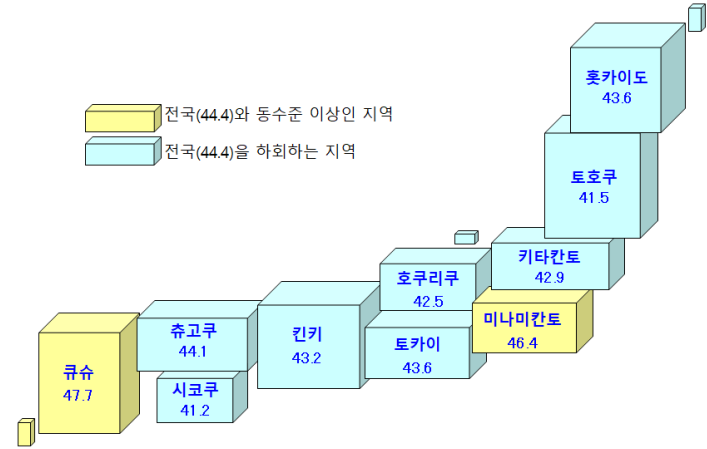 전국(44.4)와 동수준 이상인 지역
전국(44.4)을 하회하는 지역
홋카이도
43.6
토호쿠
41.5
키타칸토
42.9
호쿠리쿠
42.5
미나미칸토
46.4
츄고쿠
44.1
킨키
43.2
토카이
43.6
큐슈
47.7
시코쿠
41.2